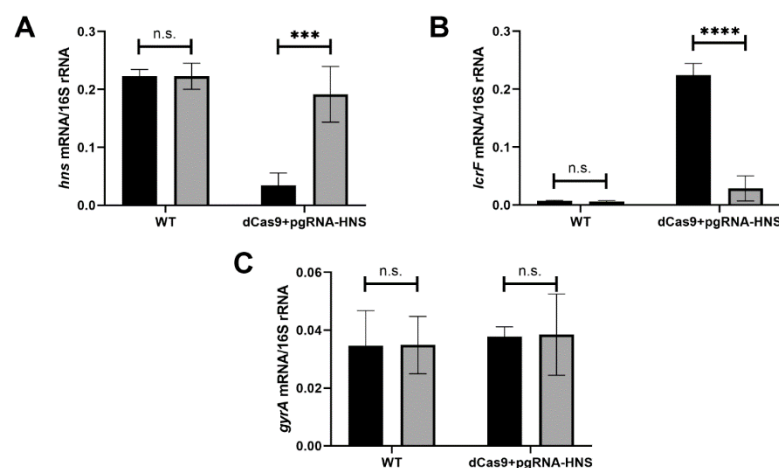 A
hns mRNA/16S rRNA
0.3
0.2
0.1
0.0
n.s.
***
WT
dCas9+pgRNA-HNS
B
lcrF mRNA/16S rRNA
0.3
0.2
0.1
0.0
n.s.
****
WT
dCas9+pgRNA-HNS
C
gyrA mRNA/16S rRNA
0.06
0.04
0.02
0.00
n.s.
n.s.
WT
dCas9+pgRNA-HNS